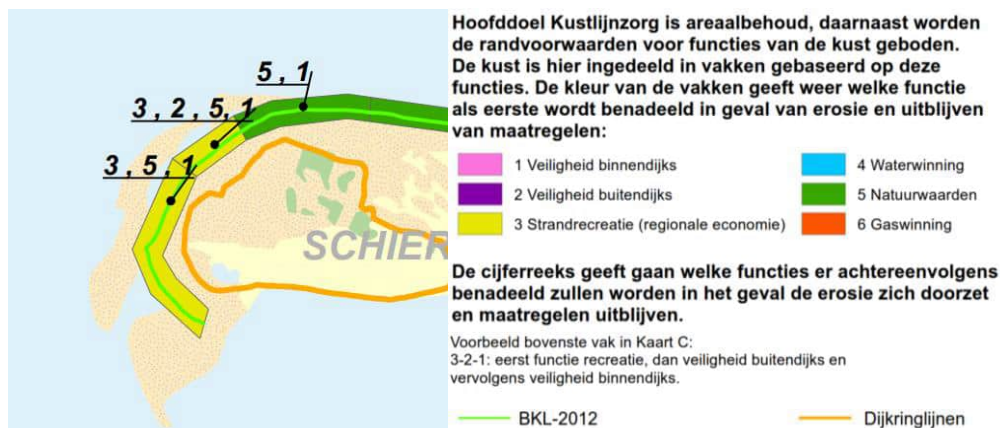 5 , 1
3 , 2 , 5, 1
3 , 5 , 1
SCHIER
Hoofddoel Kustlijnzorg is areaalbehoud, daarnaast worden
de randvoorwaarden voor functies van de kust geboden.
De kust is hier ingedeeld in vakken gebaseerd op deze
functies. De kleur van de vakken geeft weer welke functie
als eerste wordt benadeeld in geval van erosie en uitblijven
van maatregelen:
1 Veiligheid binnendijks
2 Veiligheid buitendijks
3 Strandrecreatie (regionale economie)
4 Waterwinning
5 Natuurwaarden
6 Gaswinning
De cijferreeks geeft gaan welke functies er achtereenvolgens
benadeeld zullen worden in het geval de erosie zich doorzet
en maatregelen uitblijven.
Voorbeeld bovenste vak in Kaart C:
3-2-1: eerst functie recreatie, dan veiligheid buitendijks en
vervolgens veiligheid binnendijks.
BKL-2012
Dijkringlijnen